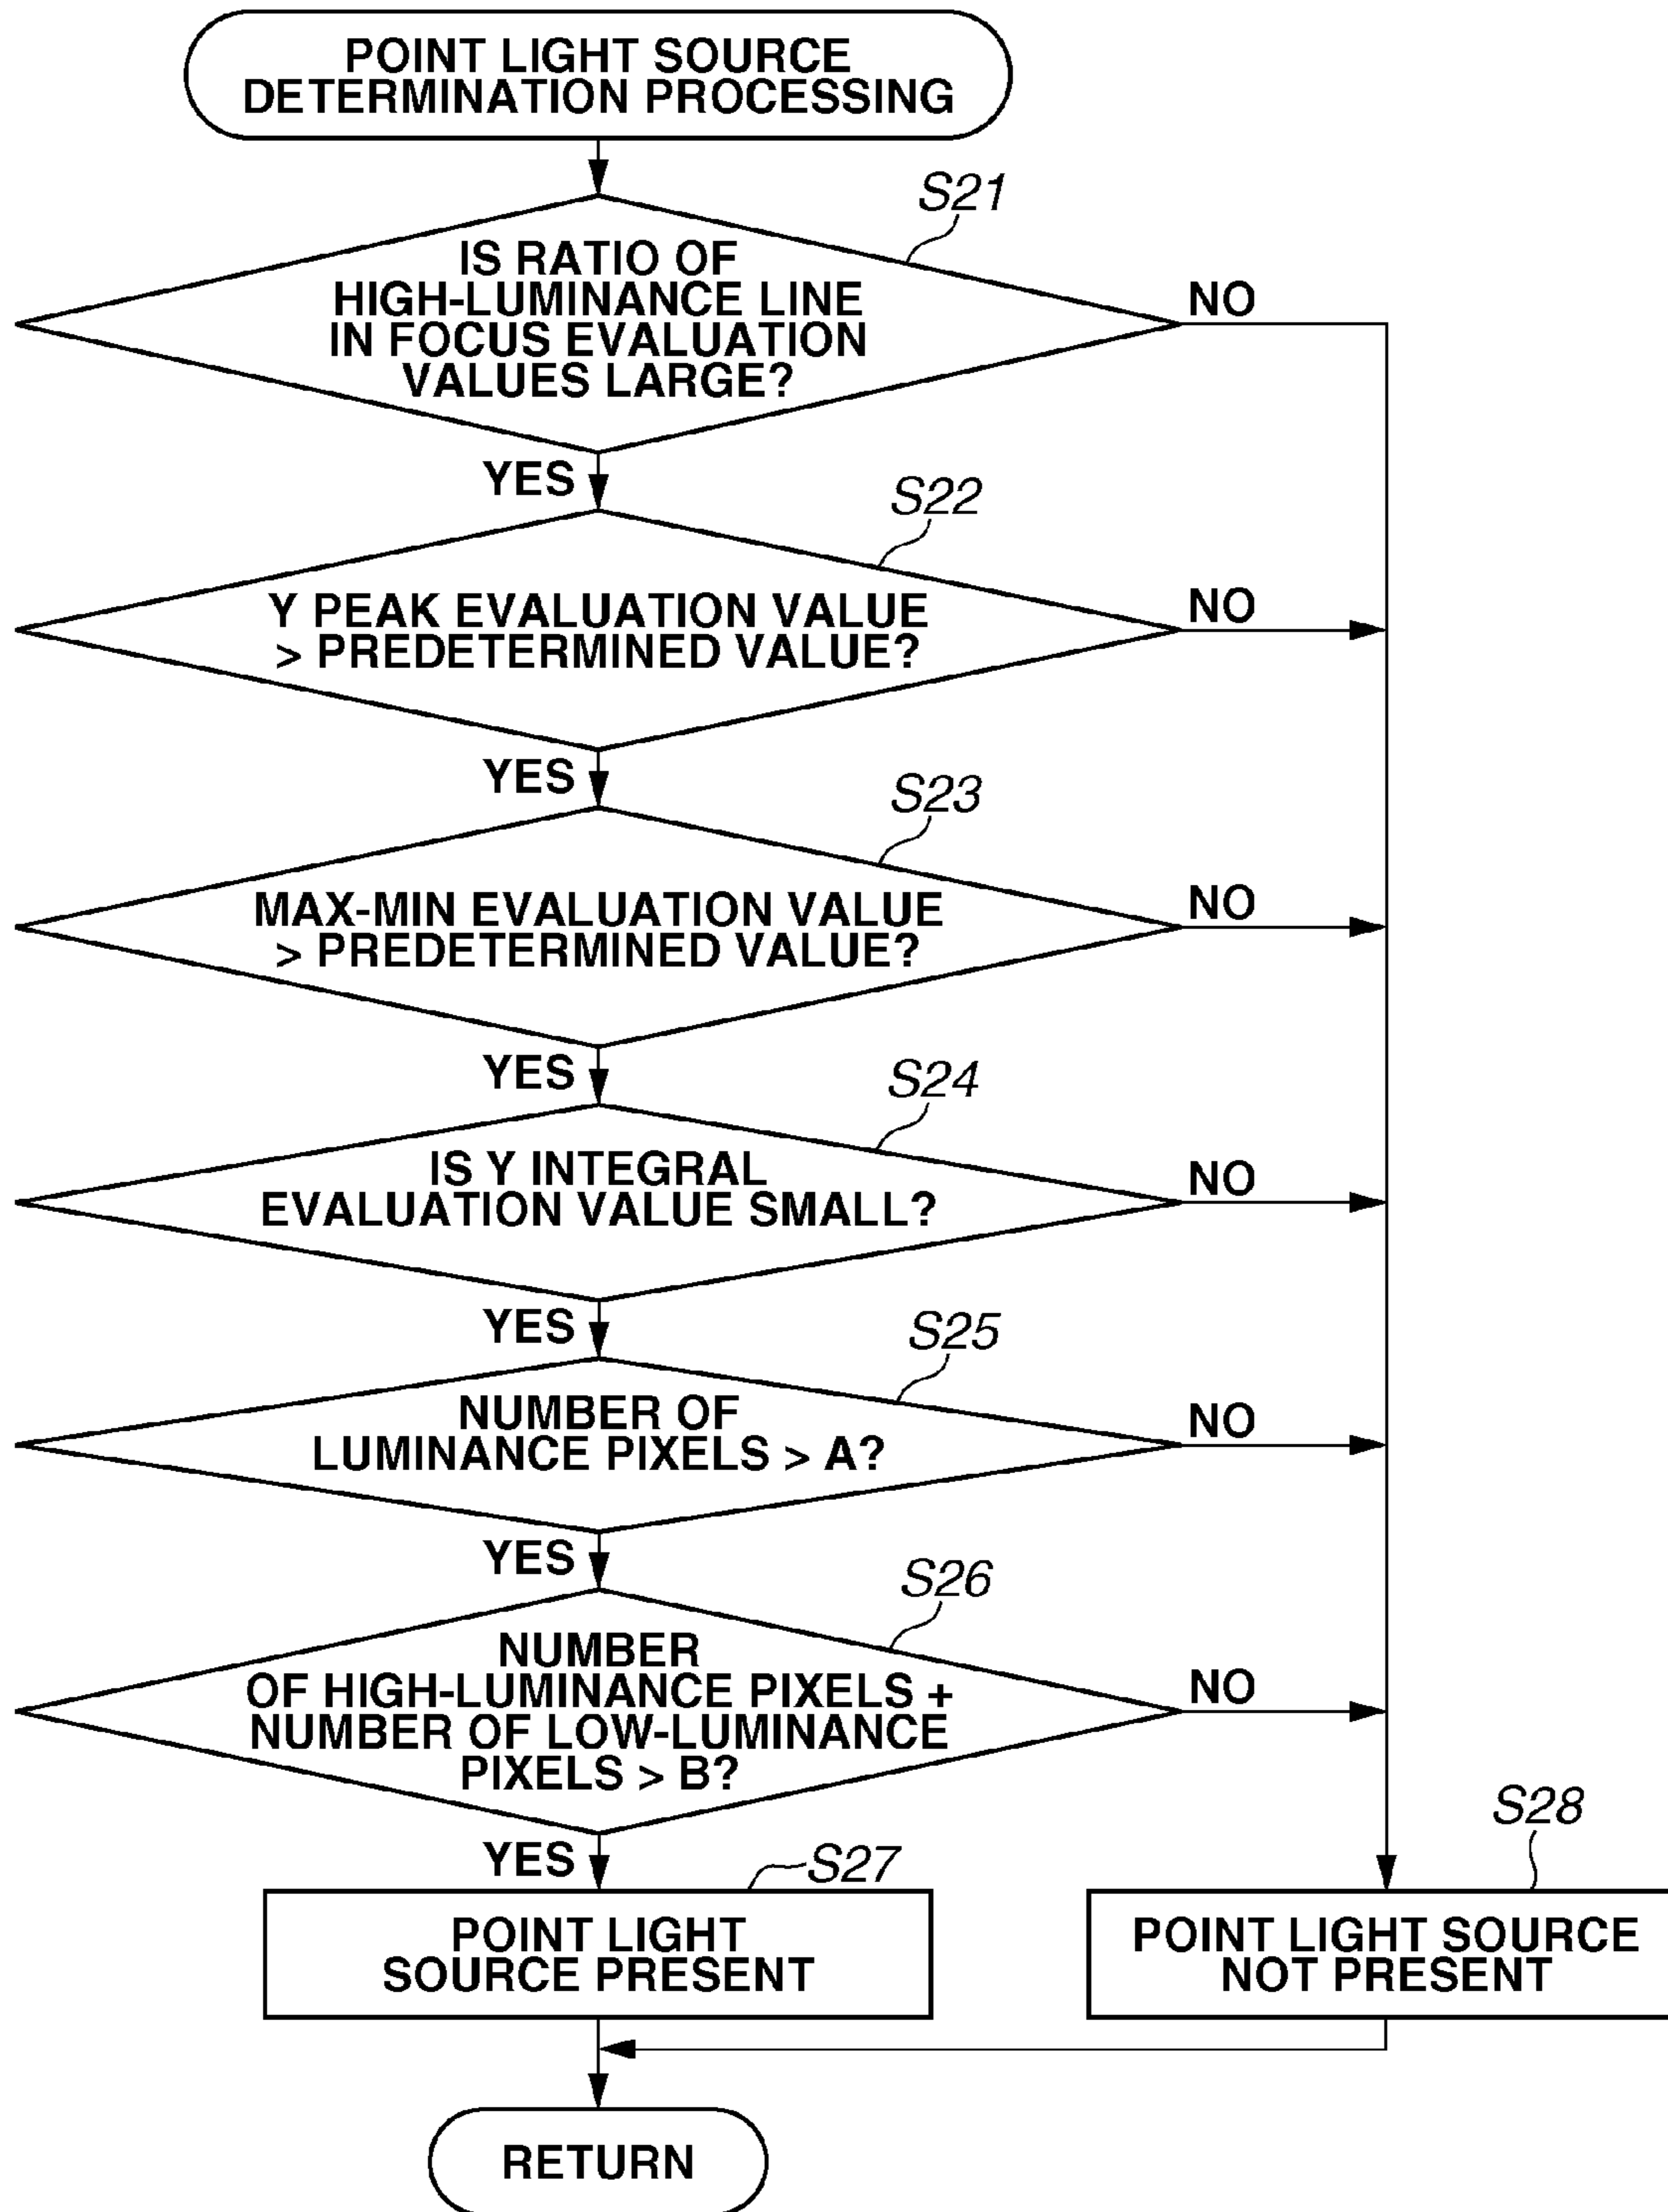 POINT LIGHT SOURCE
DETERMINATION PROCESSING
S21
IS RATIO OF
HIGH-LUMINANCE LINE
IN FOCUS EVALUATION
VALUES LARGE?
NO
YES
S22
Y PEAK EVALUATION VALUE
> PREDETERMINED VALUE?
NO
YES
S23
MAX-MIN EVALUATION VALUE
> PREDETERMINED VALUE?
NO
YES
S24
IS Y INTEGRAL
EVALUATION VALUE SMALL?
NO
YES
S25
NUMBER OF
LUMINANCE PIXELS > A?
NO
YES
S26
NUMBER
OF HIGH-LUMINANCE PIXELS +
NUMBER OF LOW-LUMINANCE
PIXELS > B?
NO
YES
S27
POINT LIGHT
SOURCE PRESENT
S28
POINT LIGHT SOURCE
NOT PRESENT
RETURN